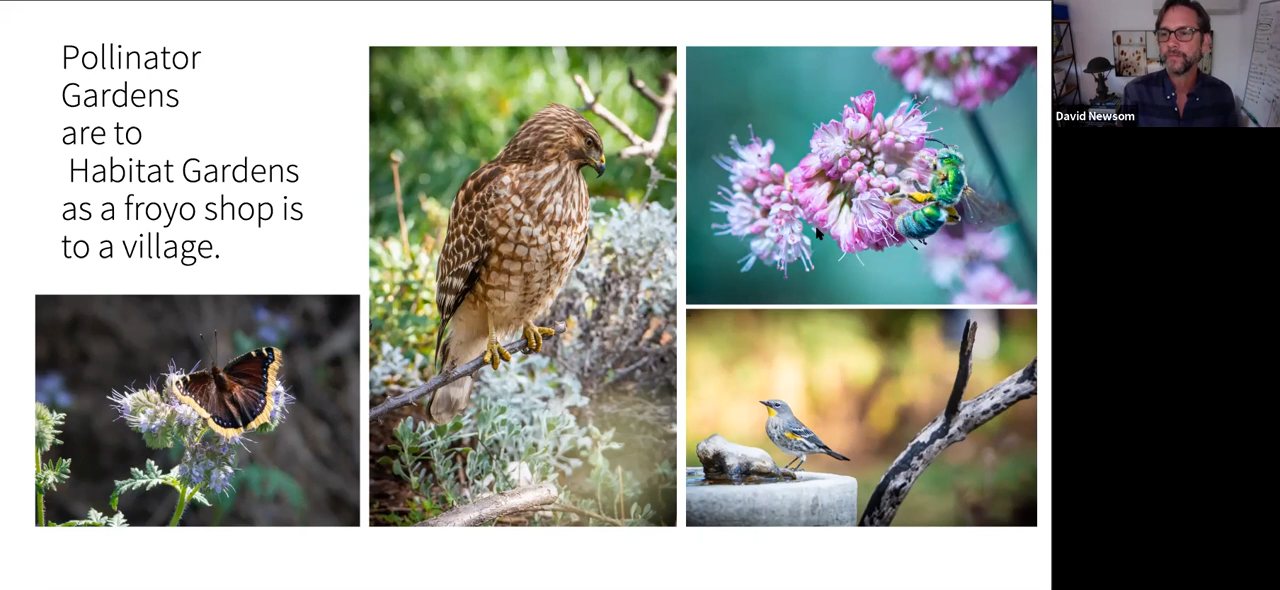 Pollinator
Gardens
are to
Habitat Gardens
as a froyo shop is
to a village.
David Newsom